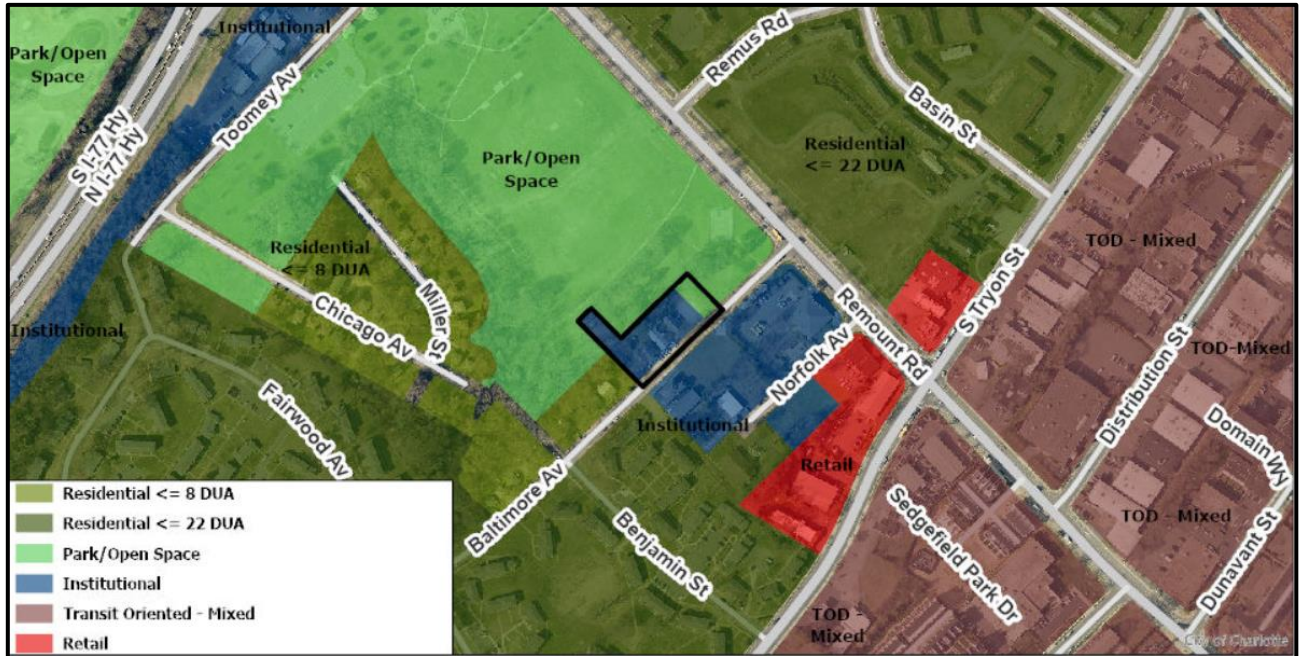 Institutional
Park/Open
Space
S I-77 Hy
N I-77 Hy
Toomey Av
Remus Rd
Basin St
Park/Open
Space
Residential
<= 22 DUA
TOD - Mixed
Residential
<= 8 DUA
Miller St
Chicago Av
S Tryon St
Remount Rd
Norfolk Av
Institutional
Distribution St
TOD-Mixed
Fairwood Av
Institutional
Retail
Domain Wy
Baltimore Av
Benjamin St
Sedgefield Park Dr
TOD - Mixed
Dunavant St
TOD -
Mixed
City of Charlotte
Residential <= 8 DUA
Residential <= 22 DUA
Park/Open Space
Institutional
Transit Oriented - Mixed
Retail